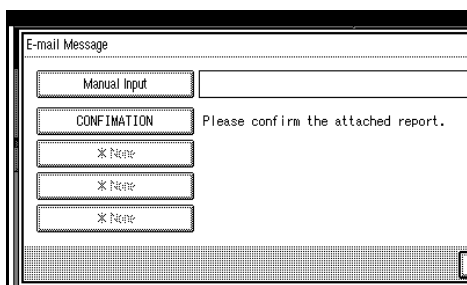 E-mail Message
Manual Input
CONFIMATION Please confirm the attached report.
* None
* None
* None